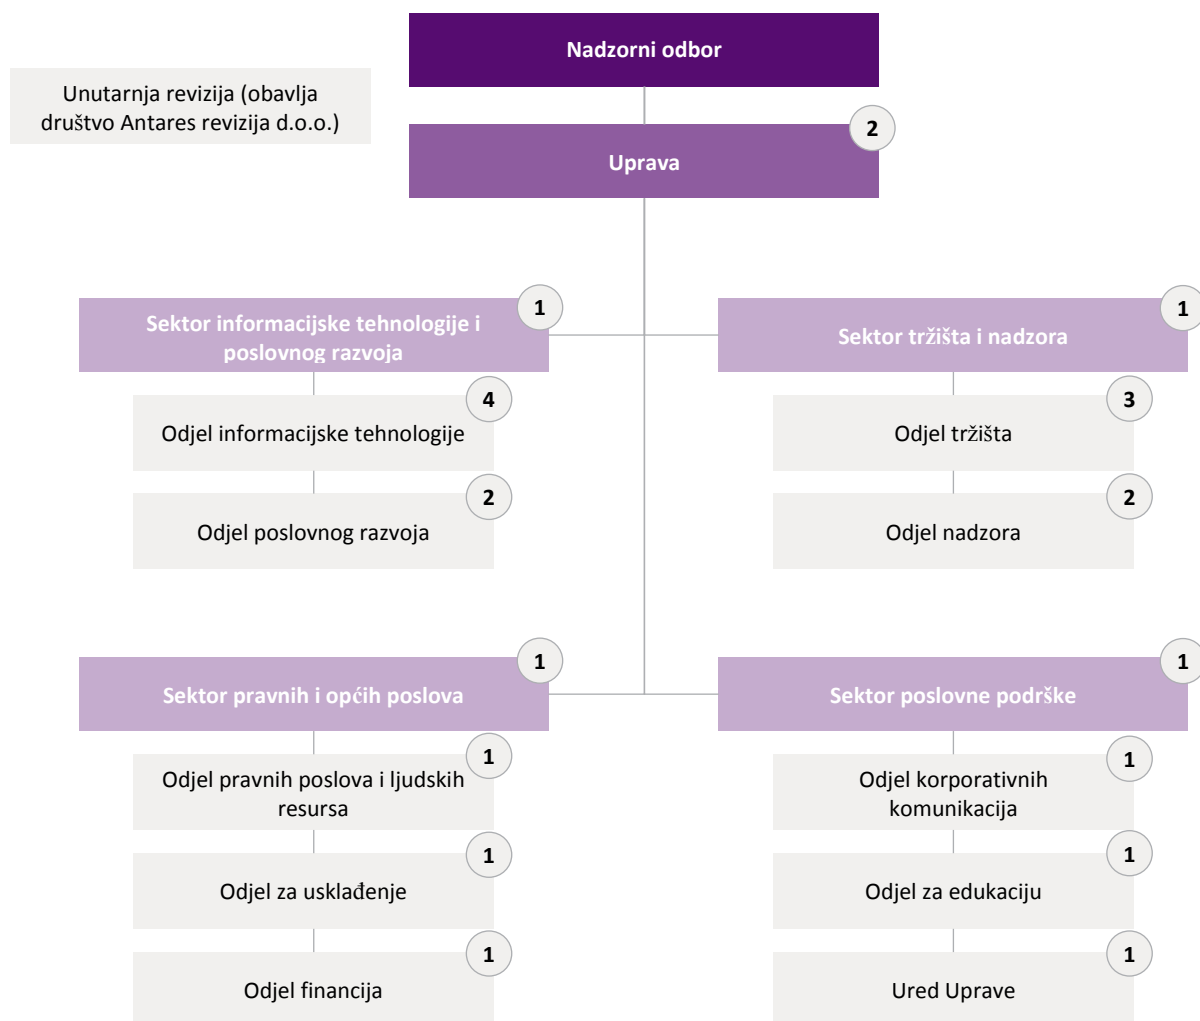 Nadzorni odbor
Unutarnja revizija (obavlja
društvo Antares revizija d.o.o.)
2
Uprava
1
Sektor informacijske tehnologije i
poslovnog razvoja
1
Sektor tržišta i nadzora
4
Odjel informacijske tehnologije
3
Odjel tržišta
2
Odjel poslovnog razvoja
2
Odjel nadzora
1
Sektor pravnih i općih poslova
1
Sektor poslovne podrške
1
Odjel pravnih poslova i ljudskih
resursa
1
Odjel korporativnih
komunikacija
1
Odjel za usklađenje
1
Odjel za edukaciju
1
Odjel financija
1
Ured Uprave